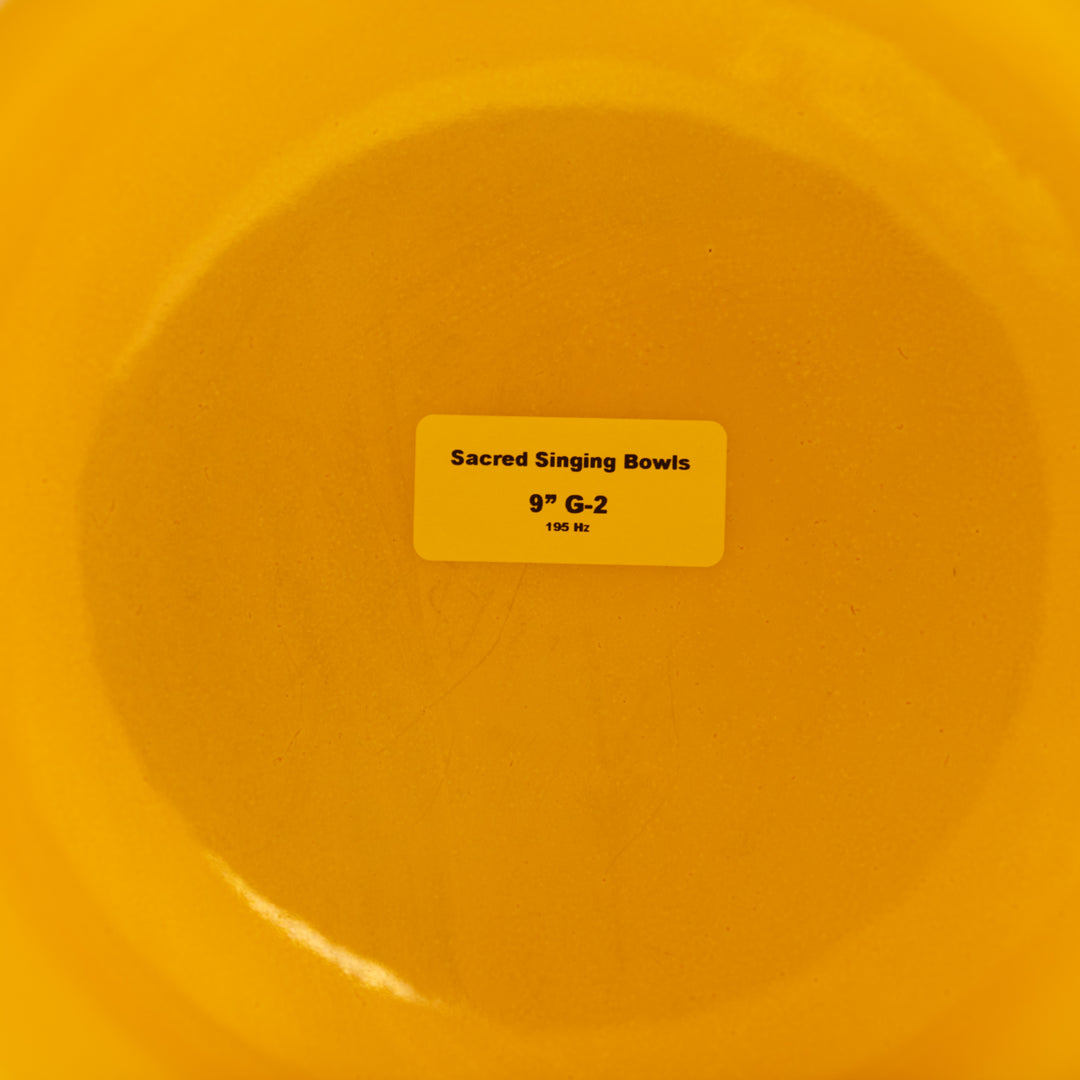 Sacred Singing Bowls
9” G-2
195 Hz